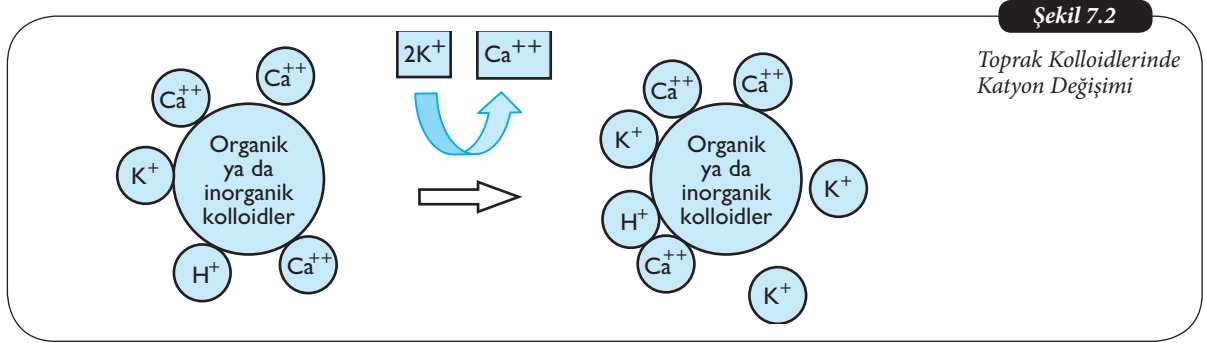 Şekil 7.2
Toprak Kolloidlerinde
Katyon Değişimi
2K⁺
Ca⁺⁺
Ca⁺⁺
Ca⁺⁺
K⁺
H⁺
Ca⁺⁺
Organik
ya da
inorganik
kolloidler
Ca⁺⁺
Ca⁺⁺
K⁺
H⁺
Ca⁺⁺
Organik
ya da
inorganik
kolloidler
K⁺
K⁺